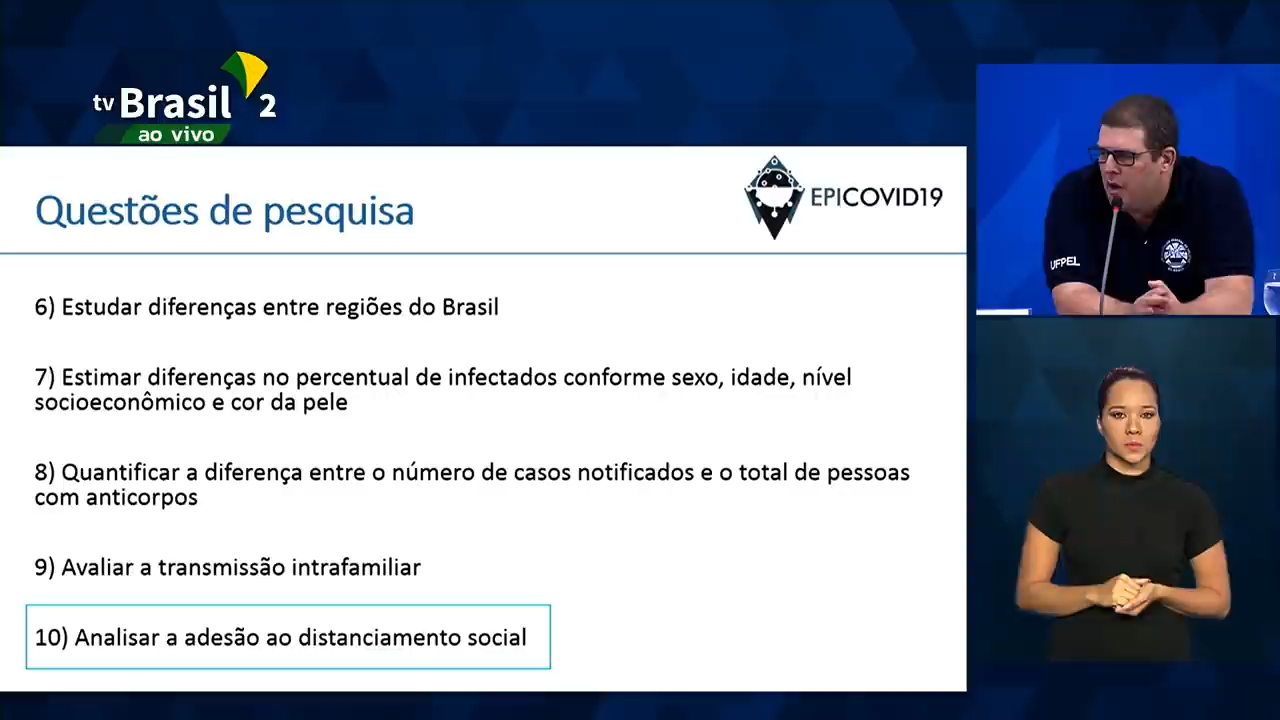 tv Brasil 2
ao vivo
Questões de pesquisa
EPICOVID19
6) Estudar diferenças entre regiões do Brasil
7) Estimar diferenças no percentual de infectados conforme sexo, idade, nível
socioeconômico e cor da pele
8) Quantificar a diferença entre o número de casos notificados e o total de pessoas
com anticorpos
9) Avaliar a transmissão intrafamiliar
10) Analisar a adesão ao distanciamento social
UFPEL